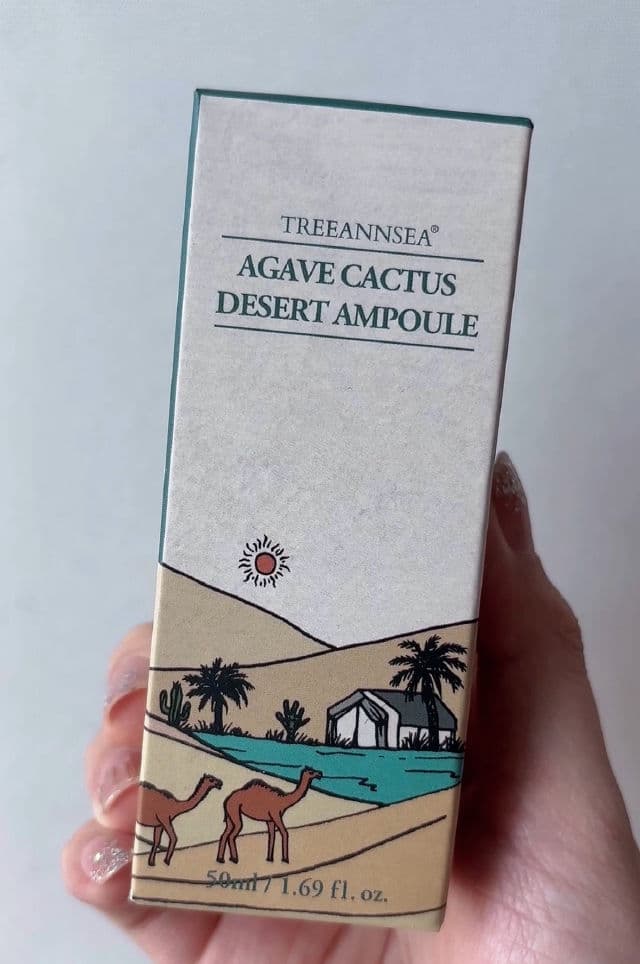 TREEANNSEA®
AGAVE CACTUS
DESERT AMPOULE
50ml / 1.69 fl. oz.